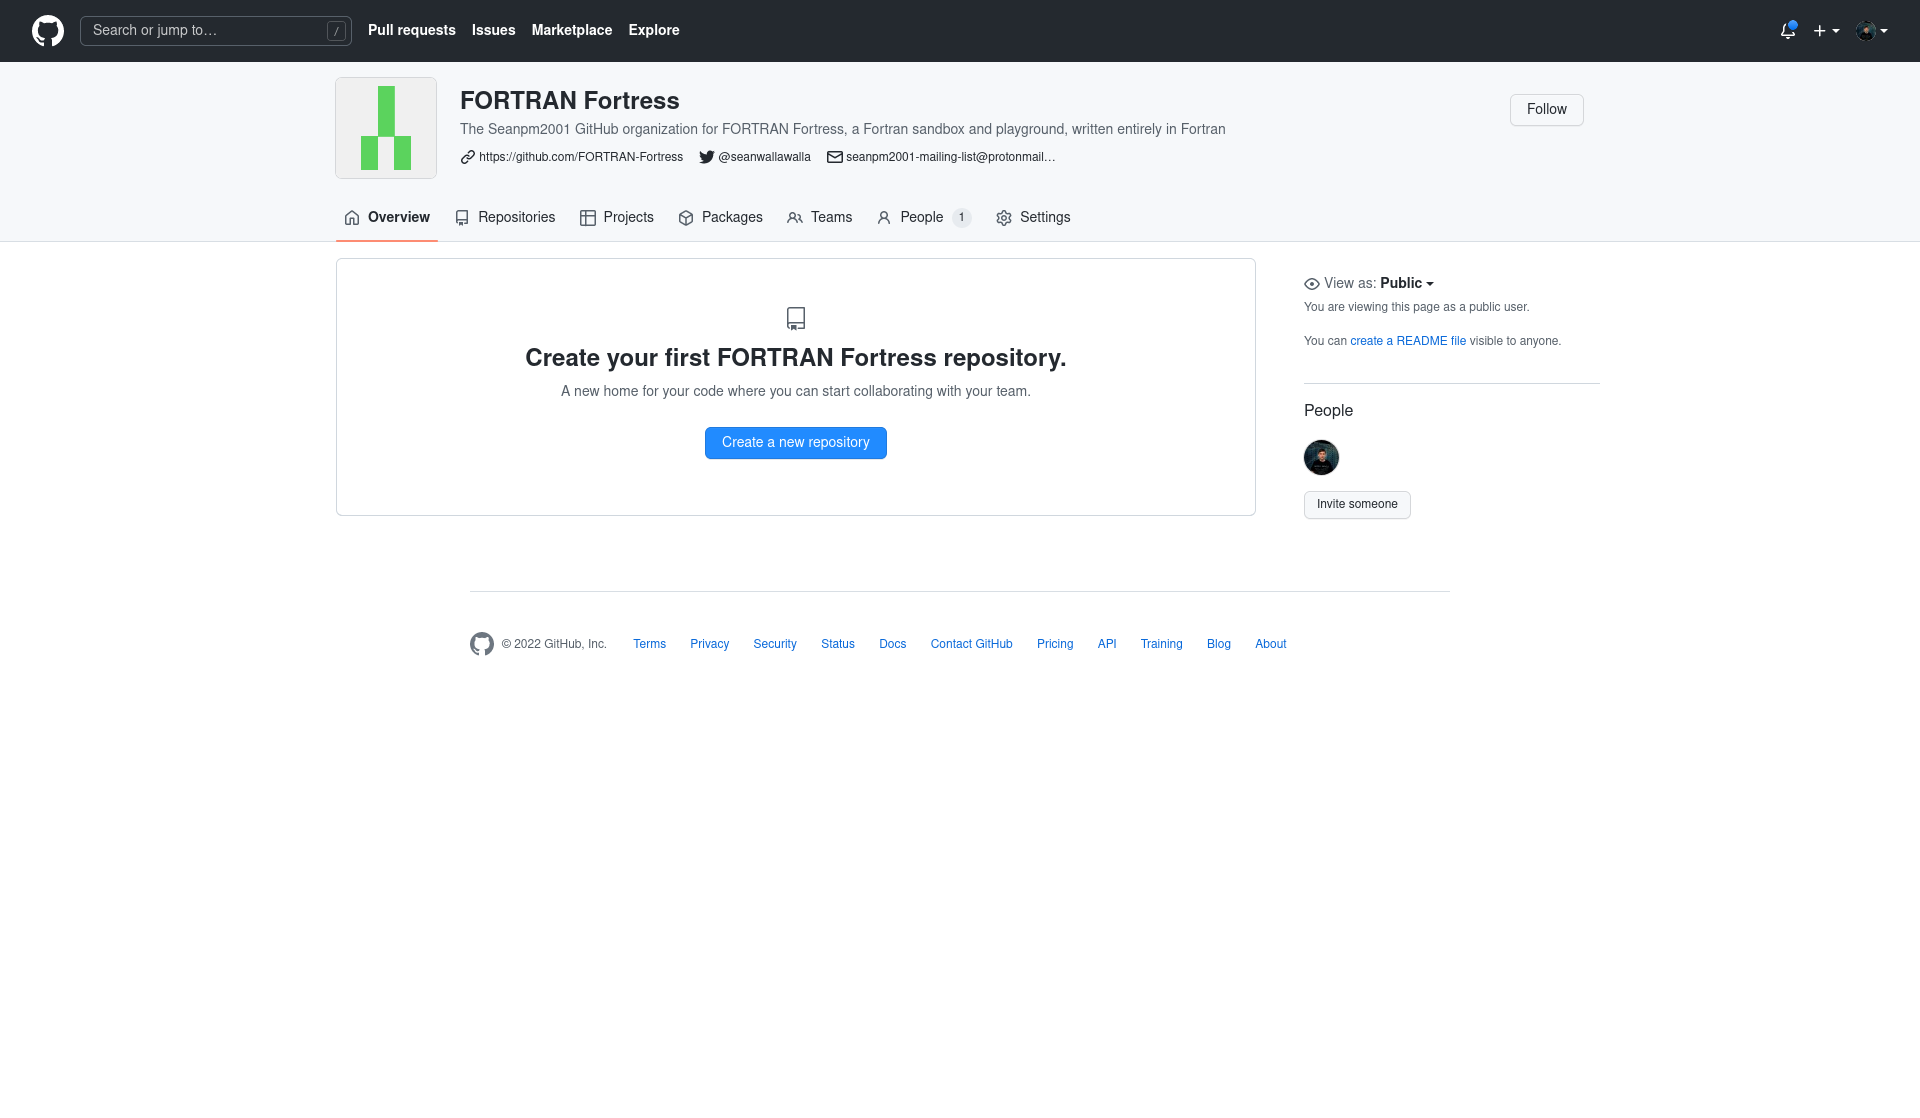 Search or jump to… /
Pull requests Issues Marketplace Explore
FORTRAN Fortress
Follow
The Seanpm2001 GitHub organization for FORTRAN Fortress, a Fortran sandbox and playground, written entirely in Fortran
https://github.com/FORTRAN-Fortress @seanwallawalla seanpm2001-mailing-list@protonmail…
Overview Repositories Projects Packages Teams People 1 Settings
Create your first FORTRAN Fortress repository.
A new home for your code where you can start collaborating with your team.
Create a new repository
View as: Public
You are viewing this page as a public user.
You can create a README file visible to anyone.
People
Invite someone
© 2022 GitHub, Inc. Terms Privacy Security Status Docs Contact GitHub Pricing API Training Blog About